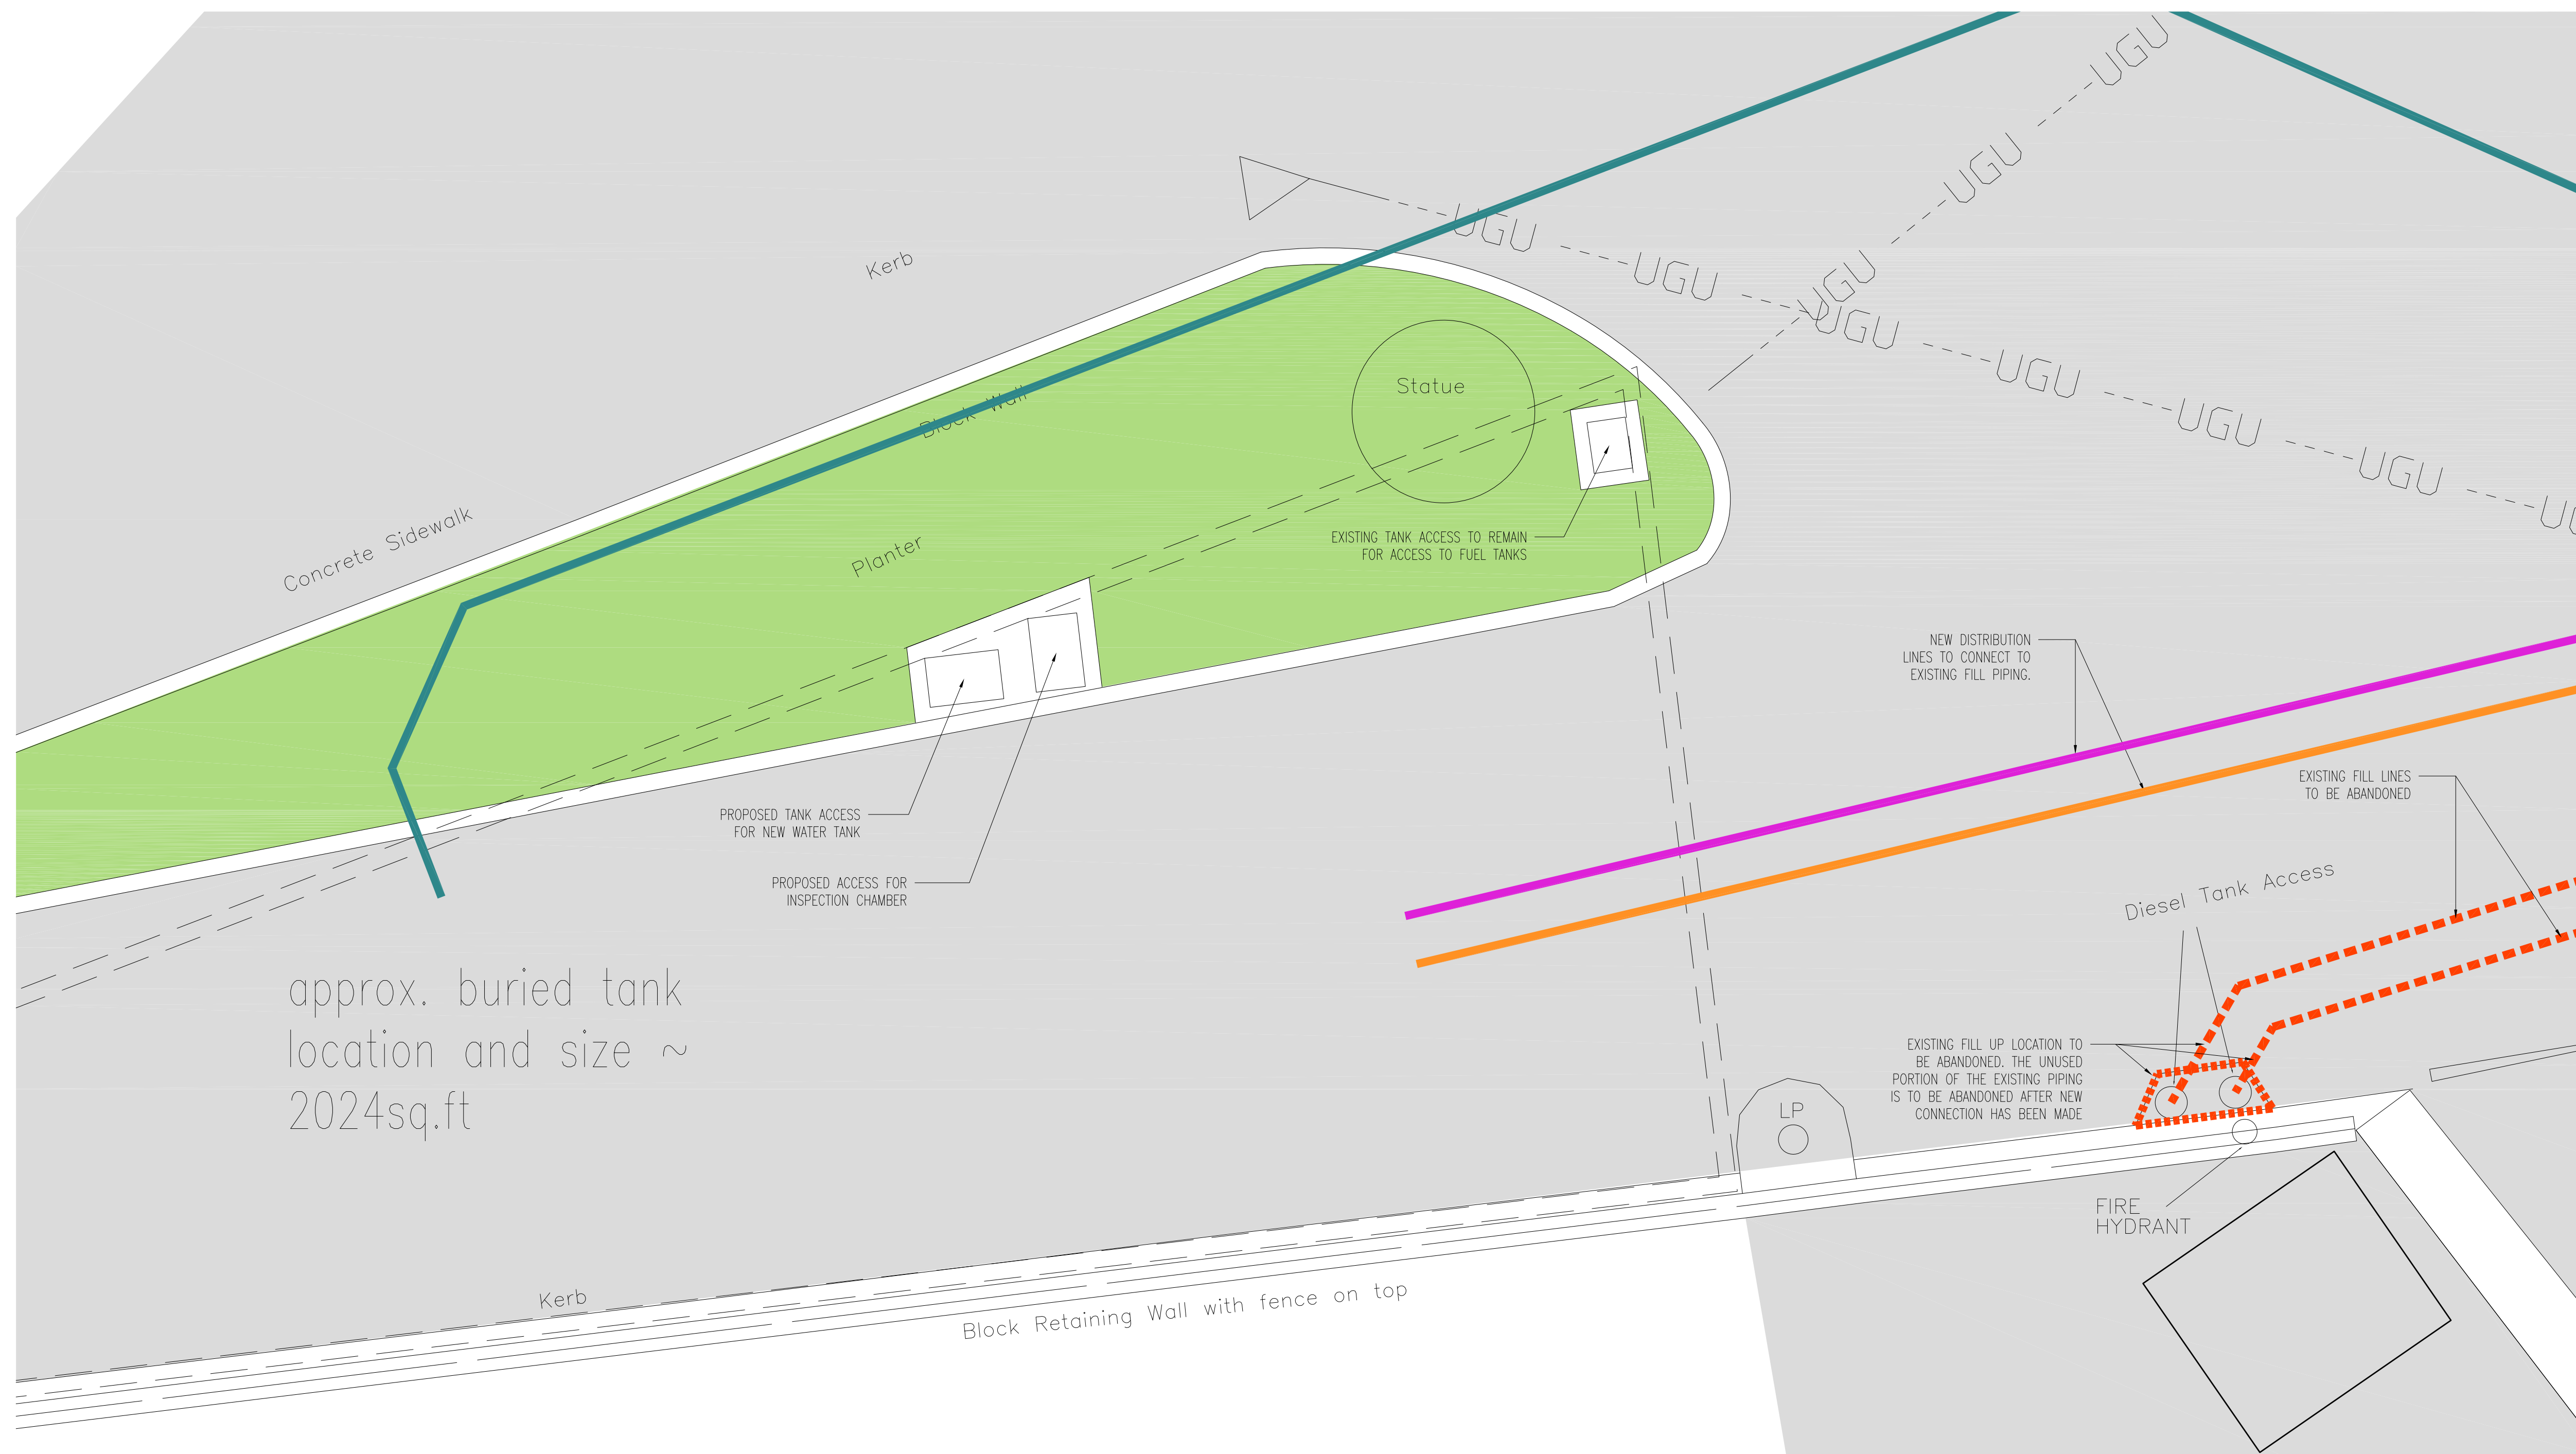 UGU
UGU
UGU
UGU
UGU
UGU
UGU
UGU
UGU
Kerb
Block Wall
Statue
Concrete Sidewalk
Planter
EXISTING TANK ACCESS TO REMAIN
FOR ACCESS TO FUEL TANKS
NEW DISTRIBUTION
LINES TO CONNECT TO
EXISTING FILL PIPING.
EXISTING FILL LINES
TO BE ABANDONED
PROPOSED TANK ACCESS
FOR NEW WATER TANK
PROPOSED ACCESS FOR
INSPECTION CHAMBER
Diesel Tank Access
approx. buried tank
location and size ~
2024sq.ft
EXISTING FILL UP LOCATION TO
BE ABANDONED. THE UNUSED
PORTION OF THE EXISTING PIPING
IS TO BE ABANDONED AFTER NEW
CONNECTION HAS BEEN MADE
LP
FIRE
HYDRANT
Kerb
Block Retaining Wall with fence on top